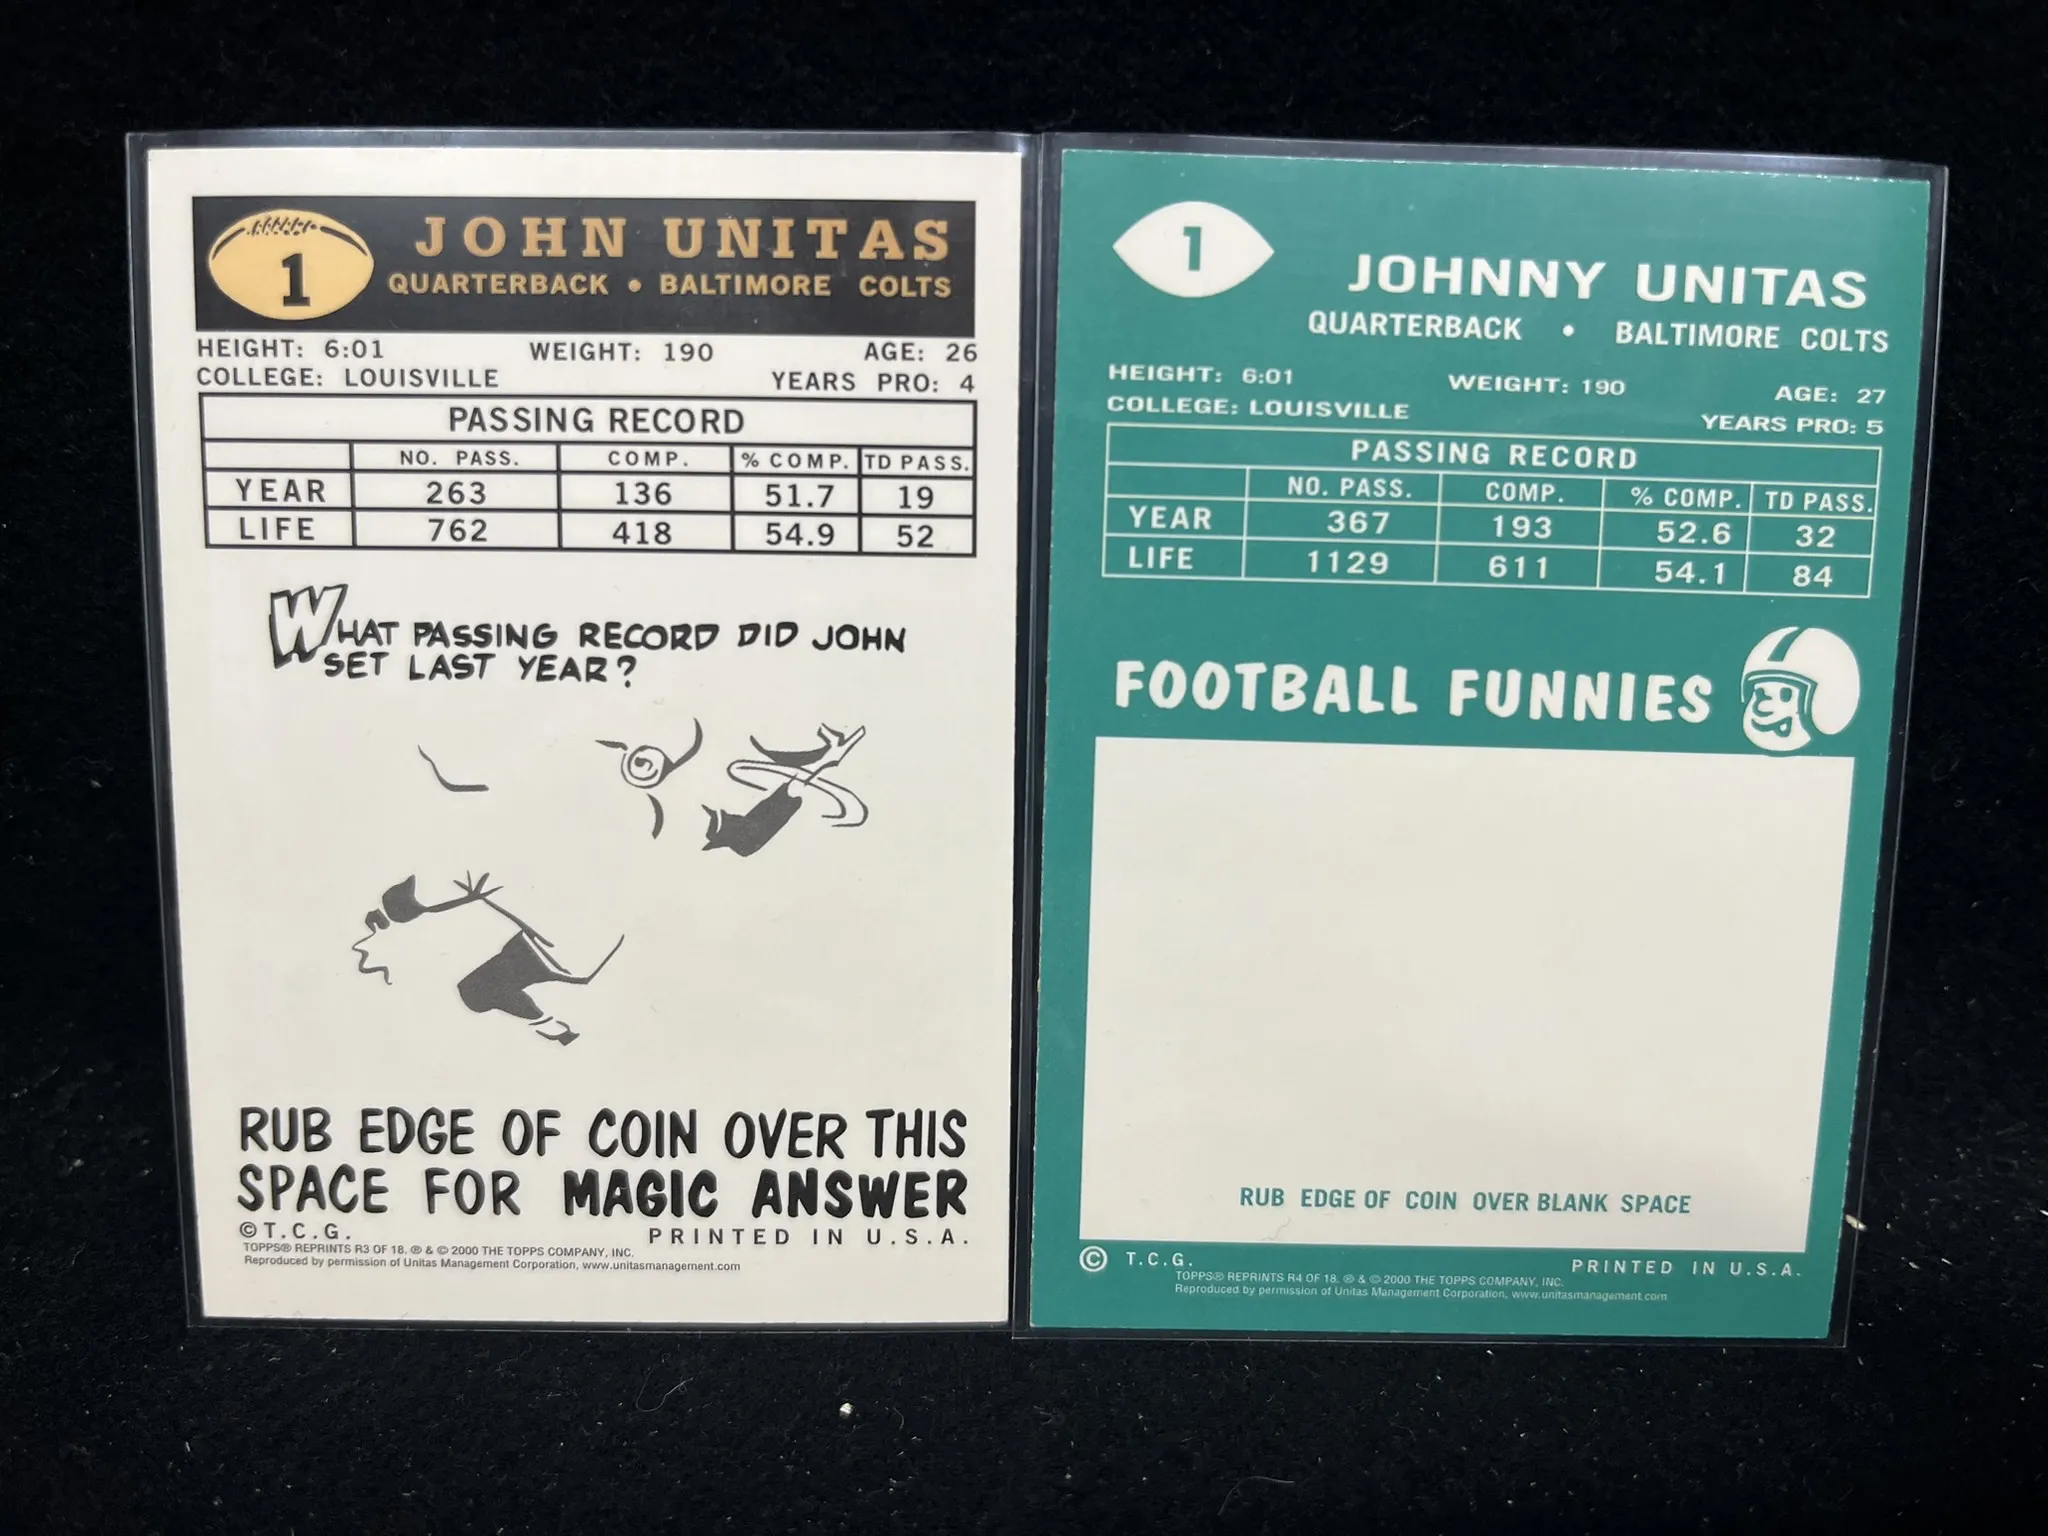 1
JOHN UNITAS
QUARTERBACK • BALTIMORE COLTS
HEIGHT: 6:01 WEIGHT: 190 AGE: 26
COLLEGE: LOUISVILLE YEARS PRO: 4
PASSING RECORD
NO. PASS. COMP. % COMP. TD PASS.
YEAR 263 136 51.7 19
LIFE 762 418 54.9 52
WHAT PASSING RECORD DID JOHN
SET LAST YEAR?
RUB EDGE OF COIN OVER THIS
SPACE FOR MAGIC ANSWER
© T.C.G. PRINTED IN U.S.A.
TOPPS® REPRINTS R3 OF 18. ® & © 2000 THE TOPPS COMPANY, INC.
Reproduced by permission of Unitas Management Corporation, www.unitasmanagement.com
1
JOHNNY UNITAS
QUARTERBACK • BALTIMORE COLTS
HEIGHT: 6:01 WEIGHT: 190 AGE: 27
COLLEGE: LOUISVILLE YEARS PRO: 5
PASSING RECORD
NO. PASS. COMP. % COMP. TD PASS.
YEAR 367 193 52.6 32
LIFE 1129 611 54.1 84
FOOTBALL FUNNIES
RUB EDGE OF COIN OVER BLANK SPACE
© T.C.G. PRINTED IN U.S.A.
TOPPS® REPRINTS R4 OF 18. ® & © 2000 THE TOPPS COMPANY, INC.
Reproduced by permission of Unitas Management Corporation, www.unitasmanagement.com